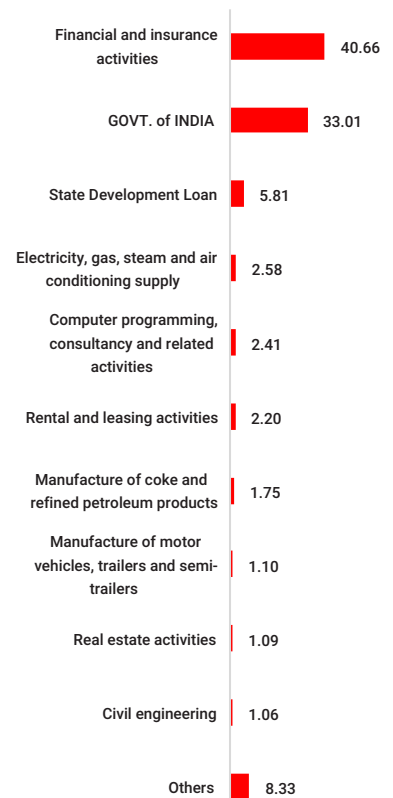 Financial and insurance
activities
40.66
GOVT. of INDIA
33.01
State Development Loan
5.81
Electricity, gas, steam and air
conditioning supply
2.58
Computer programming,
consultancy and related
activities
2.41
Rental and leasing activities
2.20
Manufacture of coke and
refined petroleum products
1.75
Manufacture of motor
vehicles, trailers and semi-
trailers
1.10
Real estate activities
1.09
Civil engineering
1.06
Others
8.33